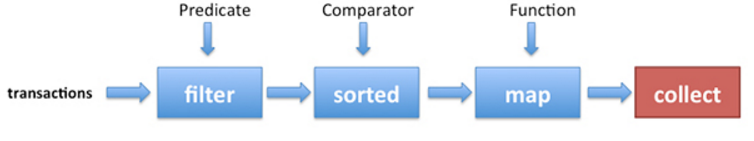 Predicate Comparator Function
transactions filter sorted map collect